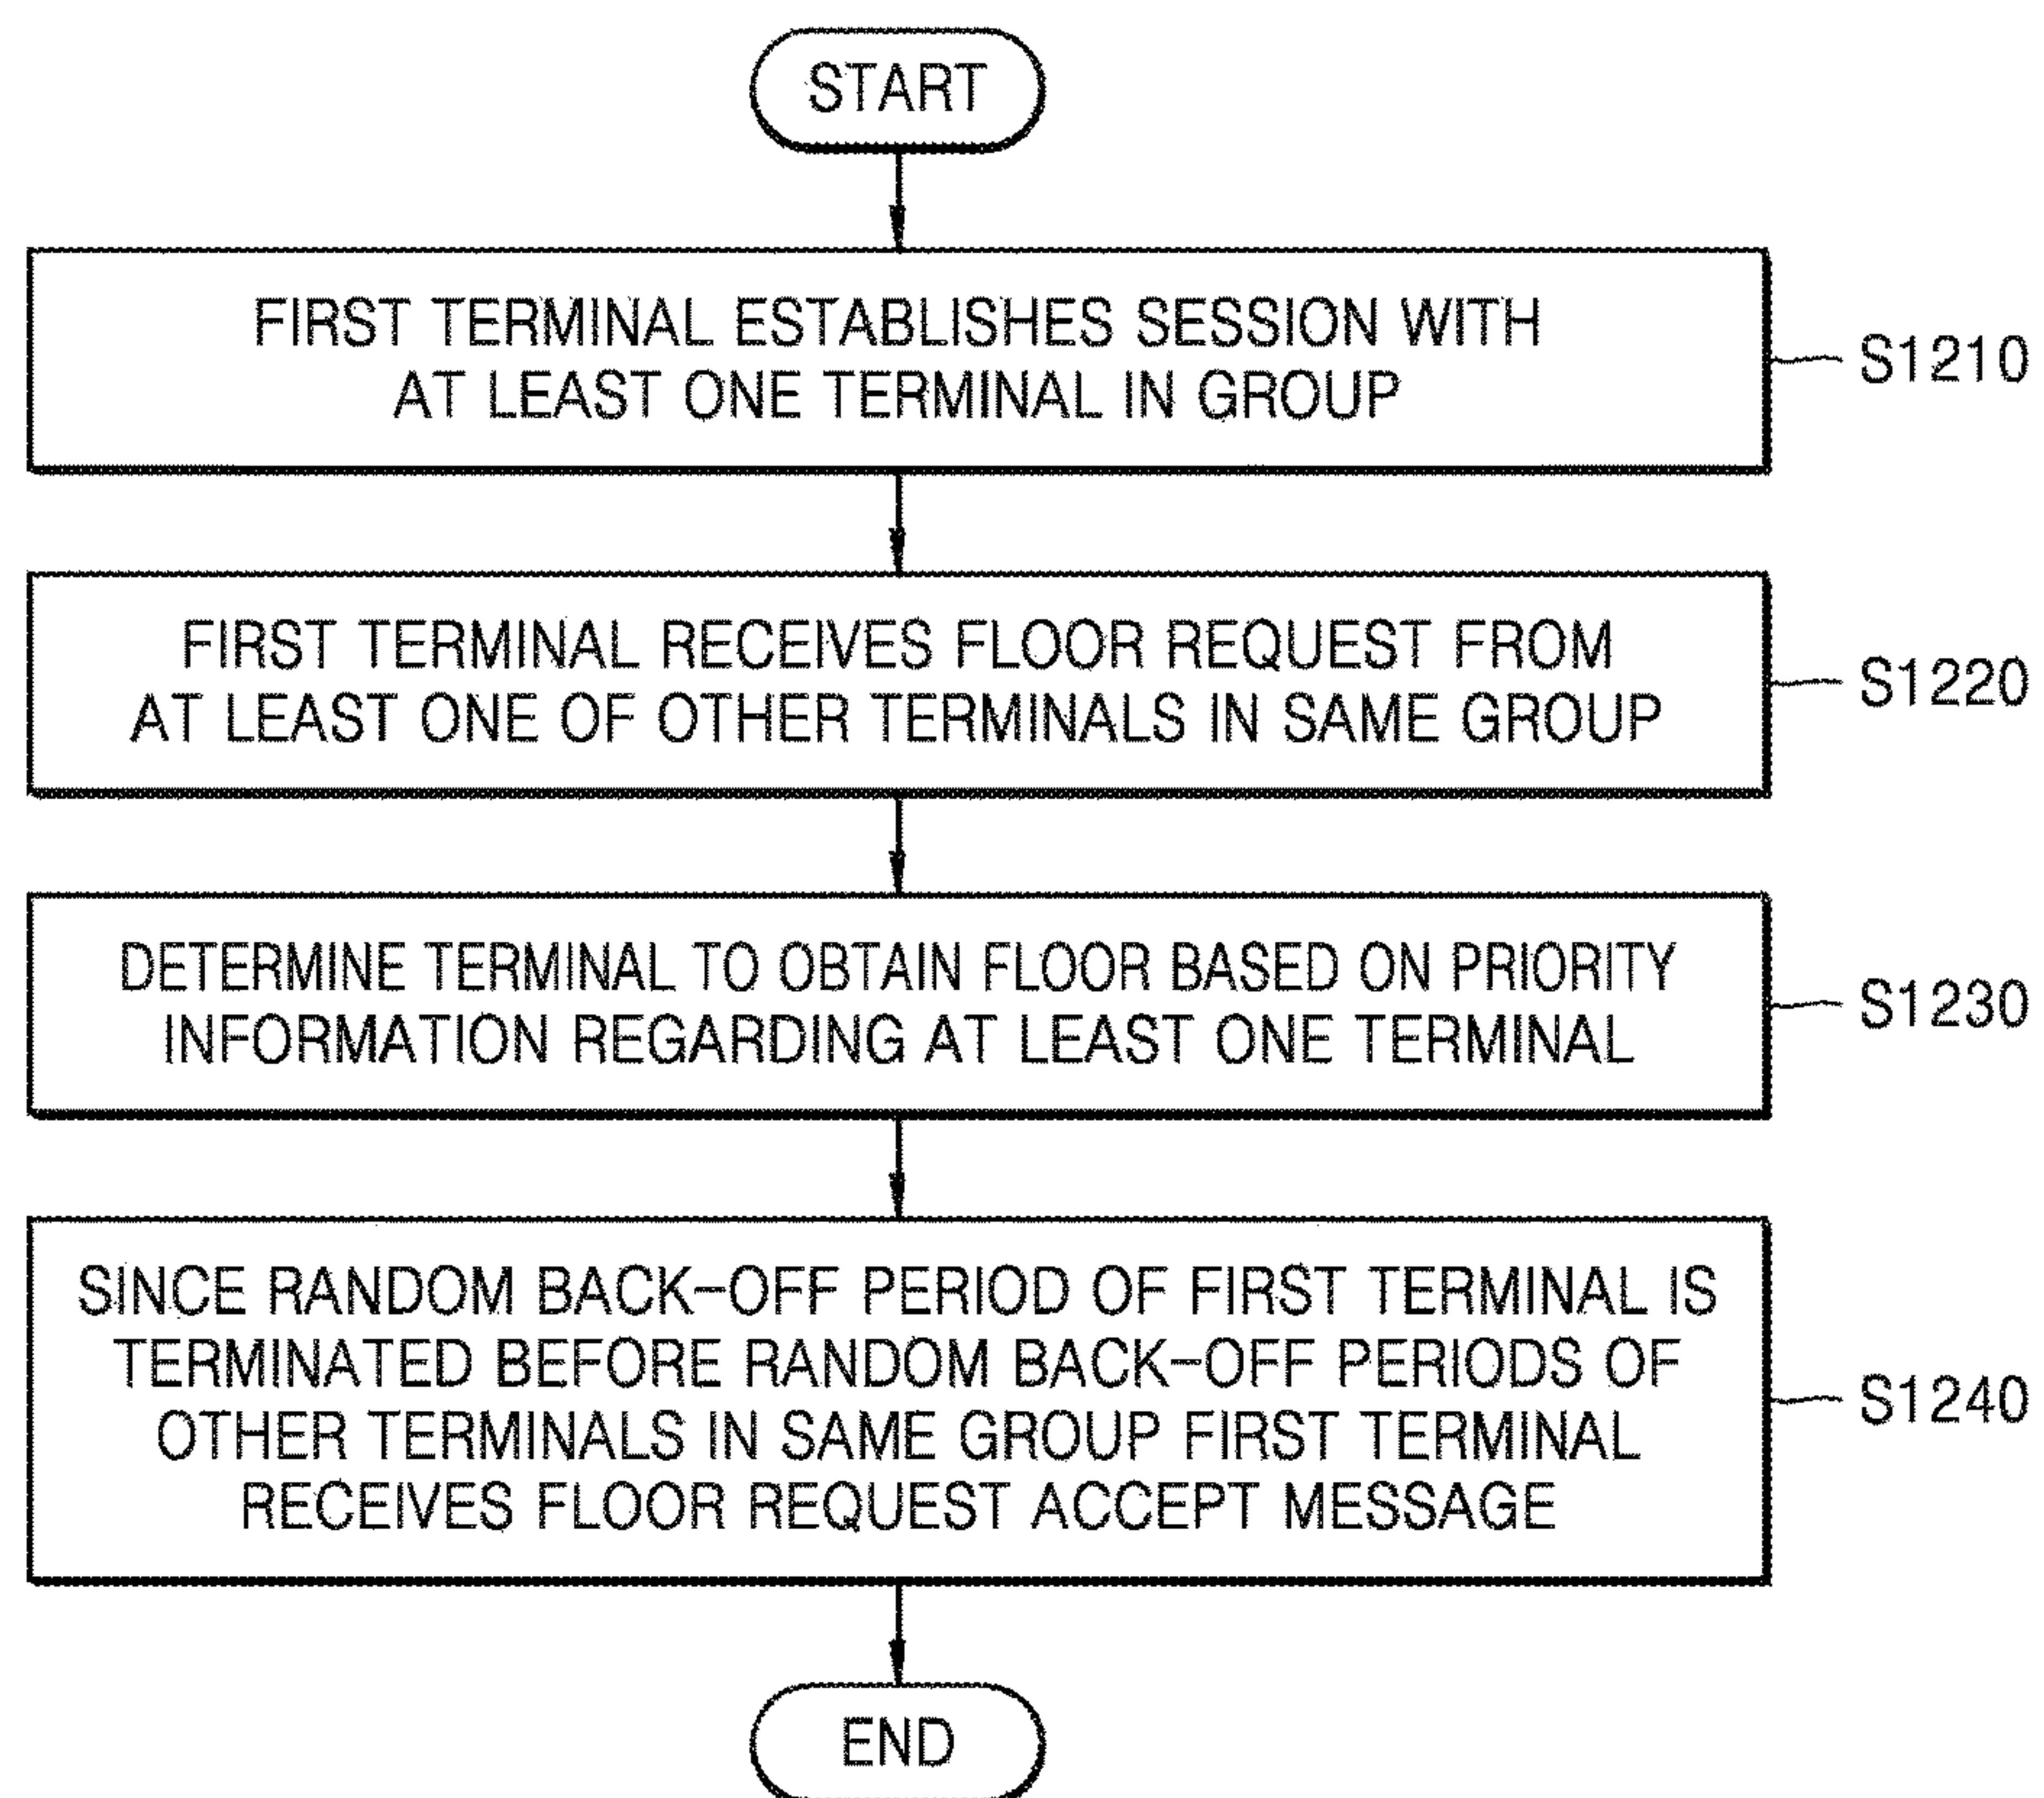 START
FIRST TERMINAL ESTABLISHES SESSION WITH
AT LEAST ONE TERMINAL IN GROUP
S1210
FIRST TERMINAL RECEIVES FLOOR REQUEST FROM
AT LEAST ONE OF OTHER TERMINALS IN SAME GROUP
S1220
DETERMINE TERMINAL TO OBTAIN FLOOR BASED ON PRIORITY
INFORMATION REGARDING AT LEAST ONE TERMINAL
S1230
SINCE RANDOM BACK-OFF PERIOD OF FIRST TERMINAL IS
TERMINATED BEFORE RANDOM BACK-OFF PERIODS OF
OTHER TERMINALS IN SAME GROUP FIRST TERMINAL
RECEIVES FLOOR REQUEST ACCEPT MESSAGE
S1240
END